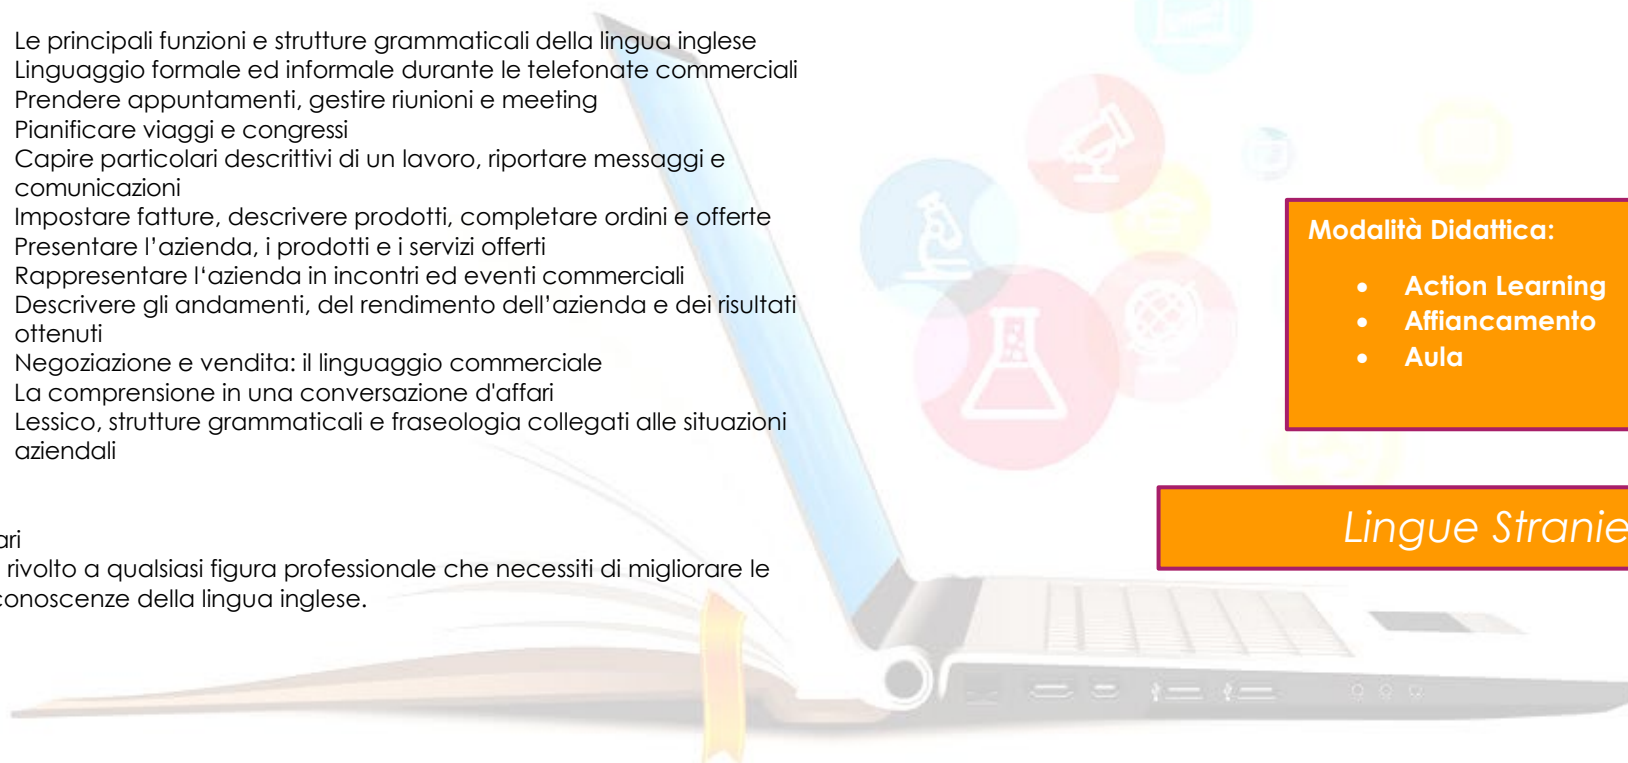 Le principali funzioni e strutture grammaticali della lingua inglese
Linguaggio formale ed informale durante le telefonate commerciali
Prendere appuntamenti, gestire riunioni e meeting
Pianificare viaggi e congressi
Capire particolari descrittivi di un lavoro, riportare messaggi e
comunicazioni
Impostare fatture, descrivere prodotti, completare ordini e offerte
Presentare l’azienda, i prodotti e i servizi offerti
Rappresentare l‘azienda in incontri ed eventi commerciali
Descrivere gli andamenti, del rendimento dell’azienda e dei risultati
ottenuti
Negoziazione e vendita: il linguaggio commerciale
La comprensione in una conversazione d'affari
Lessico, strutture grammaticali e fraseologia collegati alle situazioni
aziendali
ari
rivolto a qualsiasi figura professionale che necessiti di migliorare le
conoscenze della lingua inglese.
Modalità Didattica:
• Action Learning
• Affiancamento
• Aula
Lingue Stranie